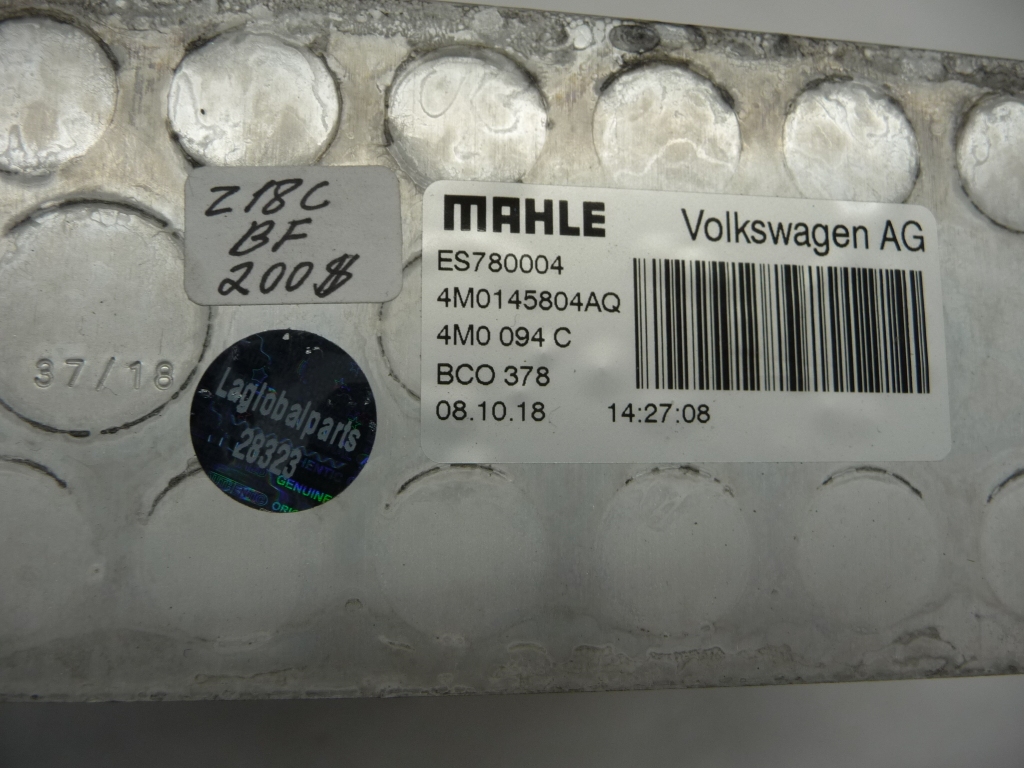 Z18C
BF
200$
MAHLE
Volkswagen AG
ES780004
4M0145804AQ
4M0 094 C
BCO 378
08.10.18 14:27:08
37/18
Laglobalparts
28323
GENUINE